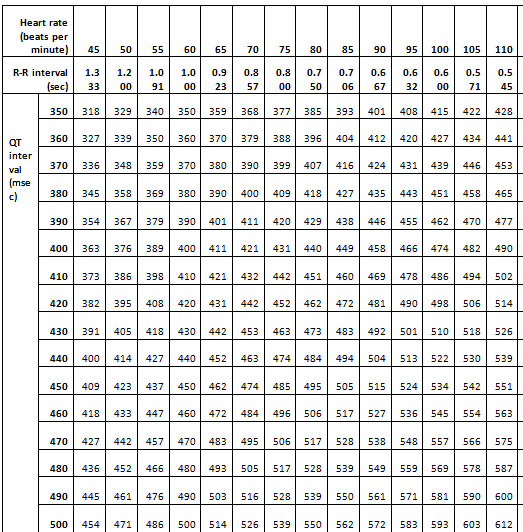 Heart rate (beats per minute) 45 50 55 60 65 70 75 80 85 90 95 100 105 110
R-R interval (sec) 1.333 1.200 1.091 1.000 0.923 0.857 0.800 0.750 0.706 0.667 0.632 0.600 0.571 0.545
QT interval (msec)
350 318 329 340 350 359 368 377 385 393 401 408 415 422 428
360 327 339 350 360 370 379 388 396 404 412 420 427 434 441
370 336 348 359 370 380 390 399 407 416 424 431 439 446 453
380 345 358 369 380 390 400 409 418 427 435 443 451 458 465
390 354 367 379 390 401 411 420 429 438 446 455 462 470 477
400 363 376 389 400 411 421 431 440 449 458 466 474 482 490
410 373 386 398 410 421 432 442 451 460 469 478 486 494 502
420 382 395 408 420 431 442 452 462 472 481 490 498 506 514
430 391 405 418 430 442 453 463 473 483 492 501 510 518 526
440 400 414 427 440 452 463 474 484 494 504 513 522 530 539
450 409 423 437 450 462 474 485 495 505 515 524 534 542 551
460 418 433 447 460 472 484 496 506 517 527 536 545 554 563
470 427 442 457 470 483 495 506 517 528 538 548 557 566 575
480 436 452 466 480 493 505 517 528 539 549 559 569 578 587
490 445 461 476 490 503 516 528 539 550 561 571 581 590 600
500 454 471 486 500 514 526 539 550 562 572 583 593 603 612